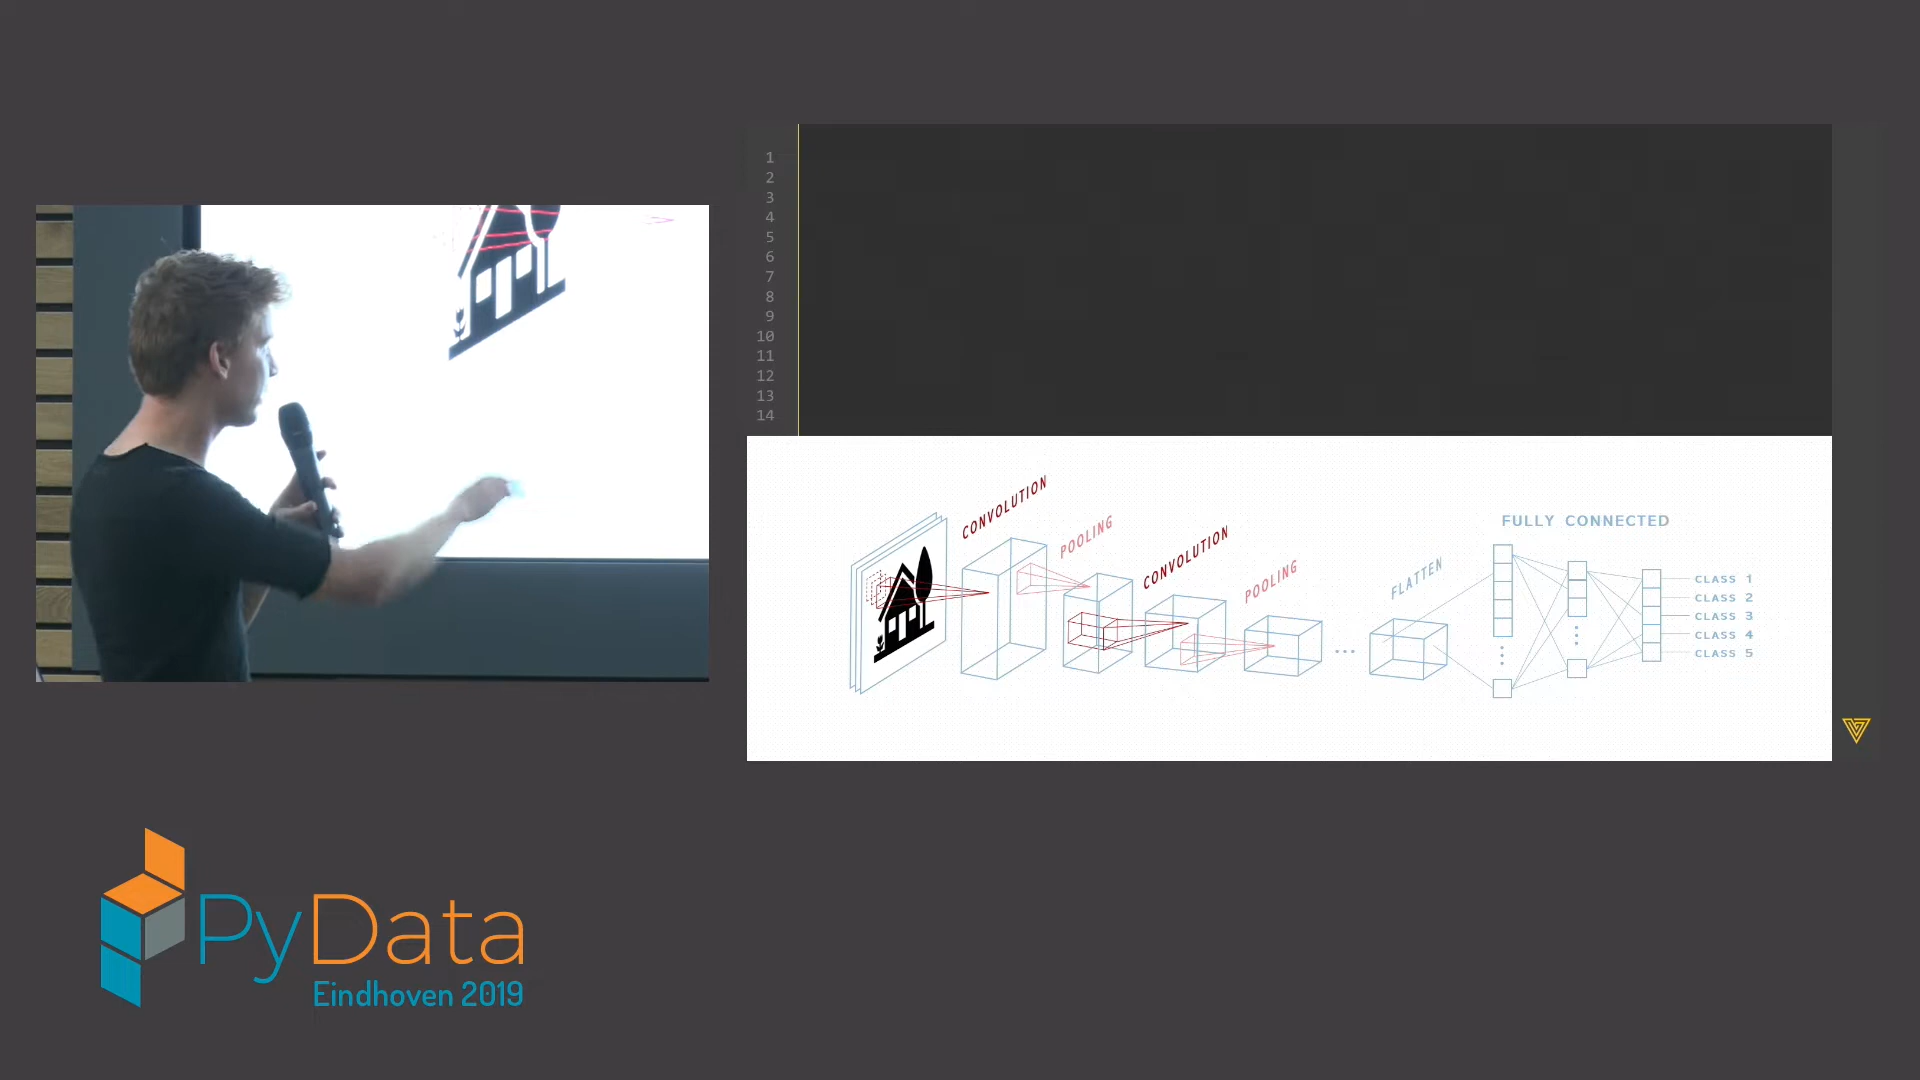 1
2
3
4
5
6
7
8
9
10
11
12
13
14
CONVOLUTION
POOLING
CONVOLUTION
POOLING
FLATTEN
FULLY CONNECTED
CLASS 1
CLASS 2
CLASS 3
CLASS 4
CLASS 5
PyData
Eindhoven 2019